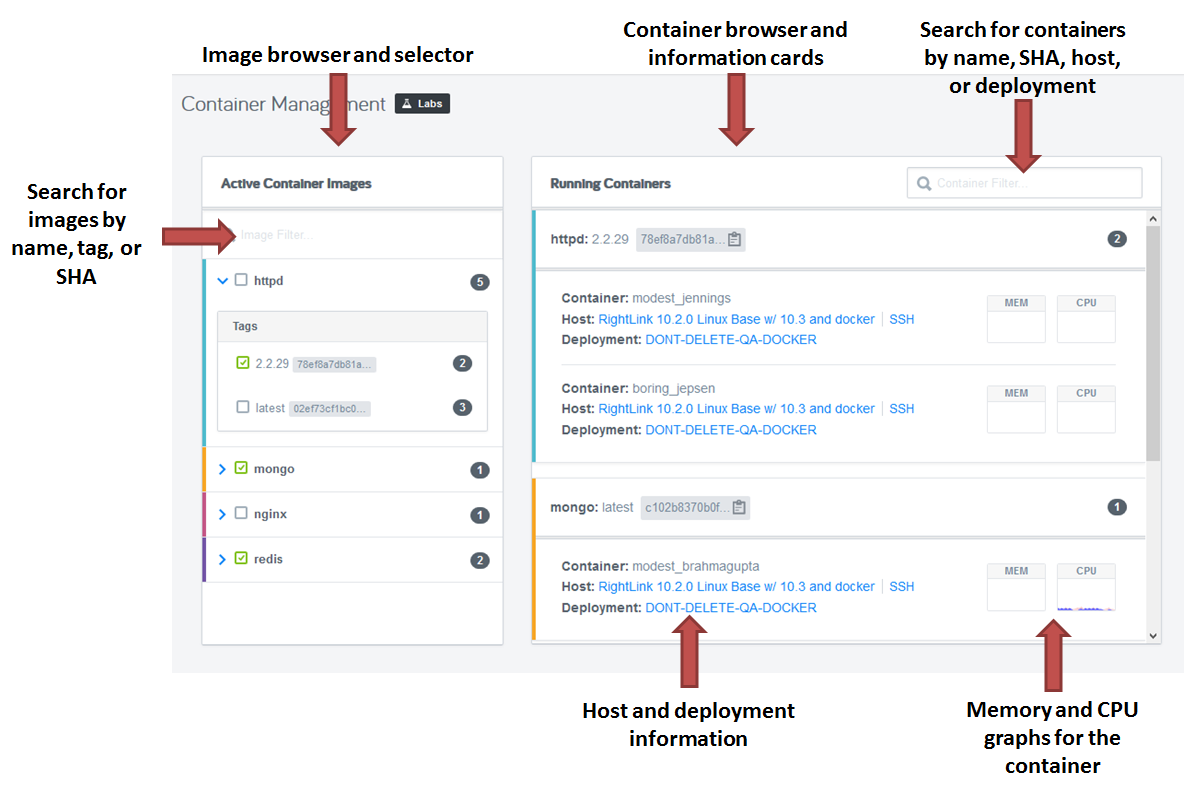 Image browser and selector
Container browser and
information cards
Search for containers
by name, SHA, host,
or deployment
Container Management Labs
Search for
images by
name, tag, or
SHA
Active Container Images
Image Filter...
httpd 5
Tags
2.2.29 78ef8a7db81a... 2
latest 02ef73cf1bc0... 3
mongo 1
nginx 1
redis 2
Running Containers
Container Filter...
httpd: 2.2.29 78ef8a7db81a... 2
Container: modest_jennings
Host: RightLink 10.2.0 Linux Base w/ 10.3 and docker SSH
Deployment: DONT-DELETE-QA-DOCKER
MEM CPU
Container: boring_jepsen
Host: RightLink 10.2.0 Linux Base w/ 10.3 and docker SSH
Deployment: DONT-DELETE-QA-DOCKER
MEM CPU
mongo: latest c102b8370b0f... 1
Container: modest_brahmagupta
Host: RightLink 10.2.0 Linux Base w/ 10.3 and docker SSH
Deployment: DONT-DELETE-QA-DOCKER
MEM CPU
Host and deployment
information
Memory and CPU
graphs for the
container